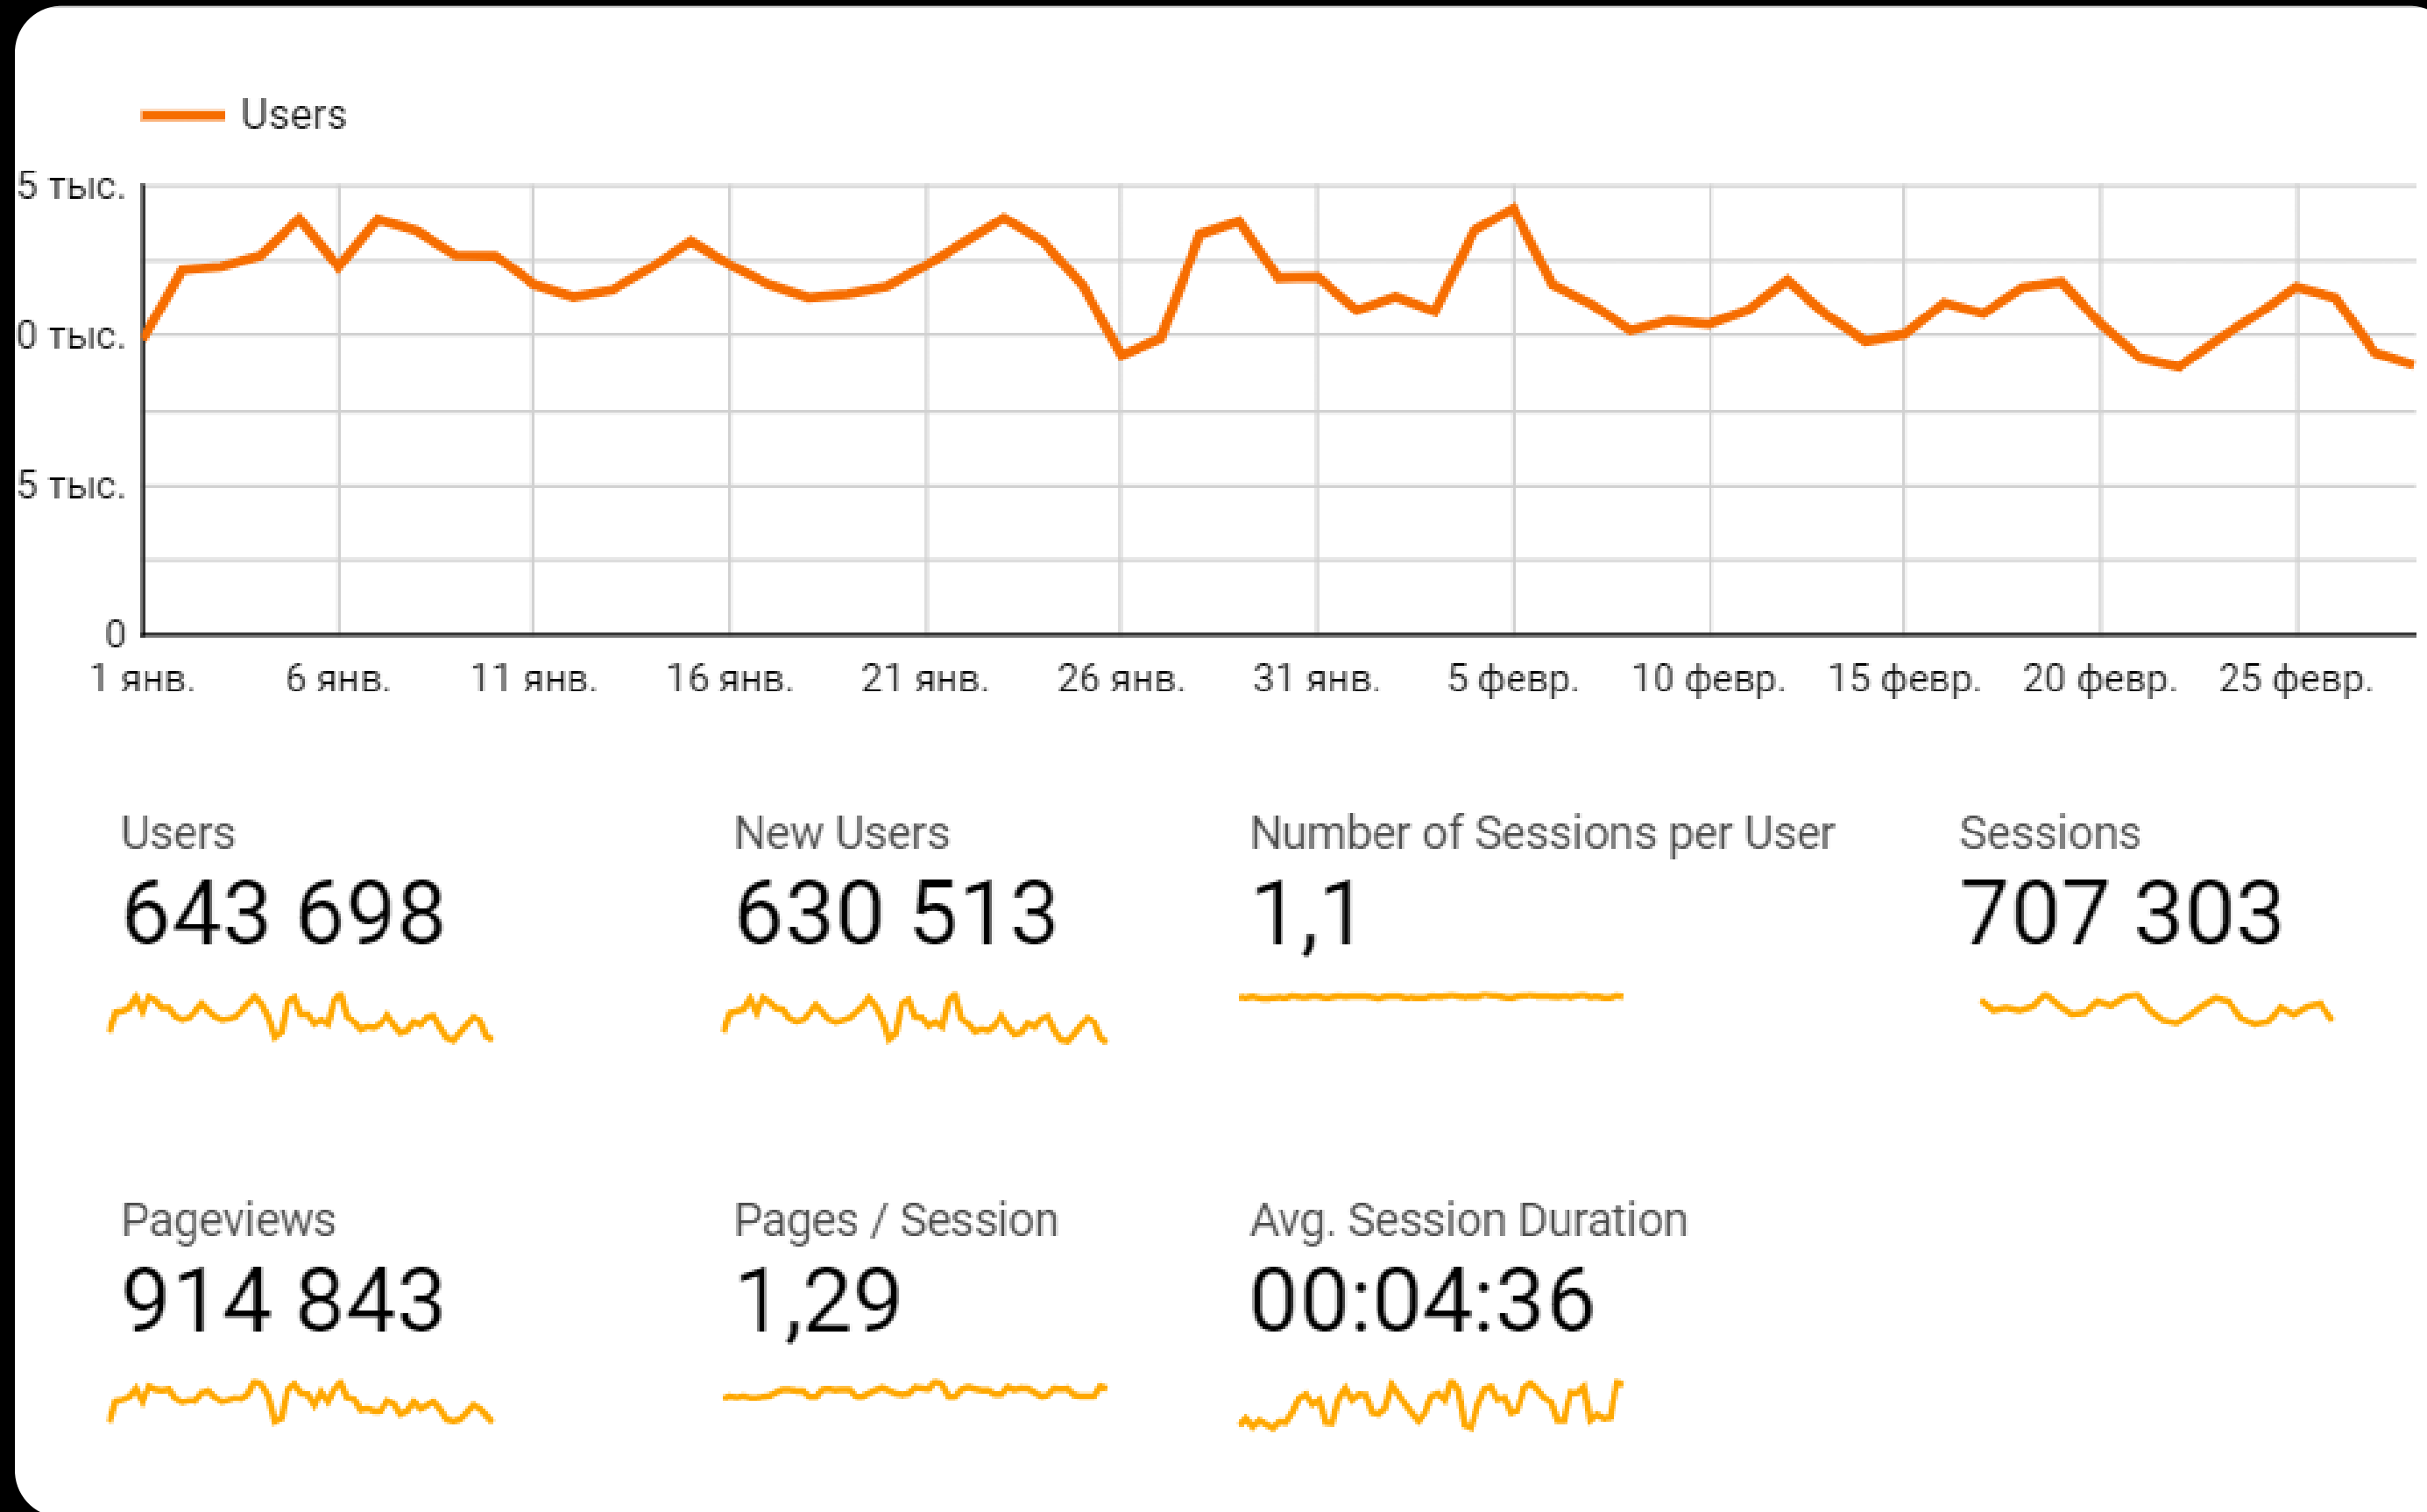 Users
5 тыс.
0 тыс.
5 тыс.
0
1 янв. 6 янв. 11 янв. 16 янв. 21 янв. 26 янв. 31 янв. 5 февр. 10 февр. 15 февр. 20 февр. 25 февр.
Users New Users Number of Sessions per User Sessions
643 698 630 513 1,1 707 303
Pageviews Pages / Session Avg. Session Duration
914 843 1,29 00:04:36